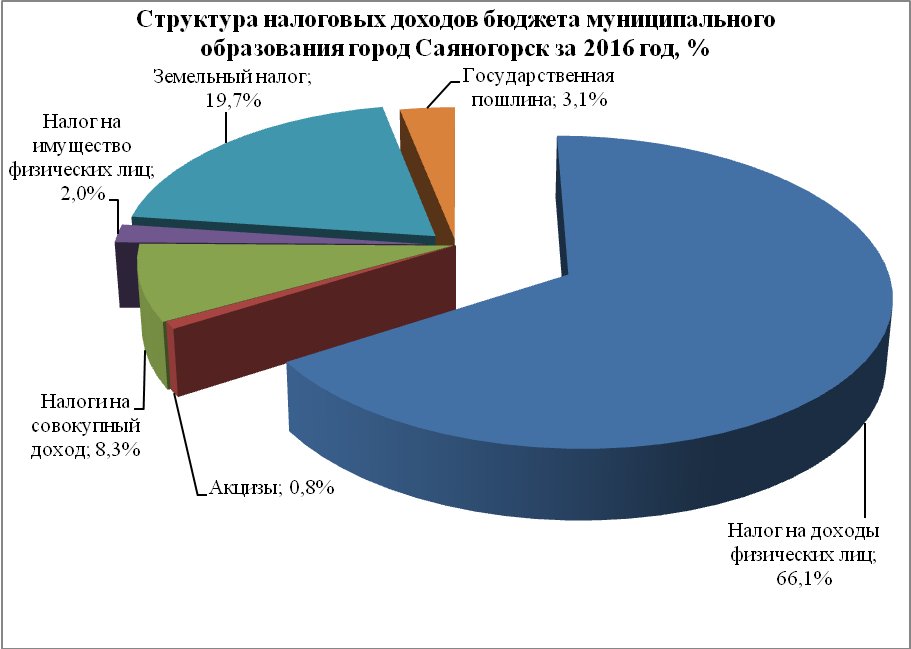 Структура налоговых доходов бюджета муниципального
образования город Саяногорск за 2016 год, %
Земельный налог;
19,7%
Государственная
пошлина; 3,1%
Налог на
имущество
физических лиц;
2,0%
Налоги на
совокупный
доход; 8,3%
Акцизы; 0,8%
Налог на доходы
физических лиц;
66,1%